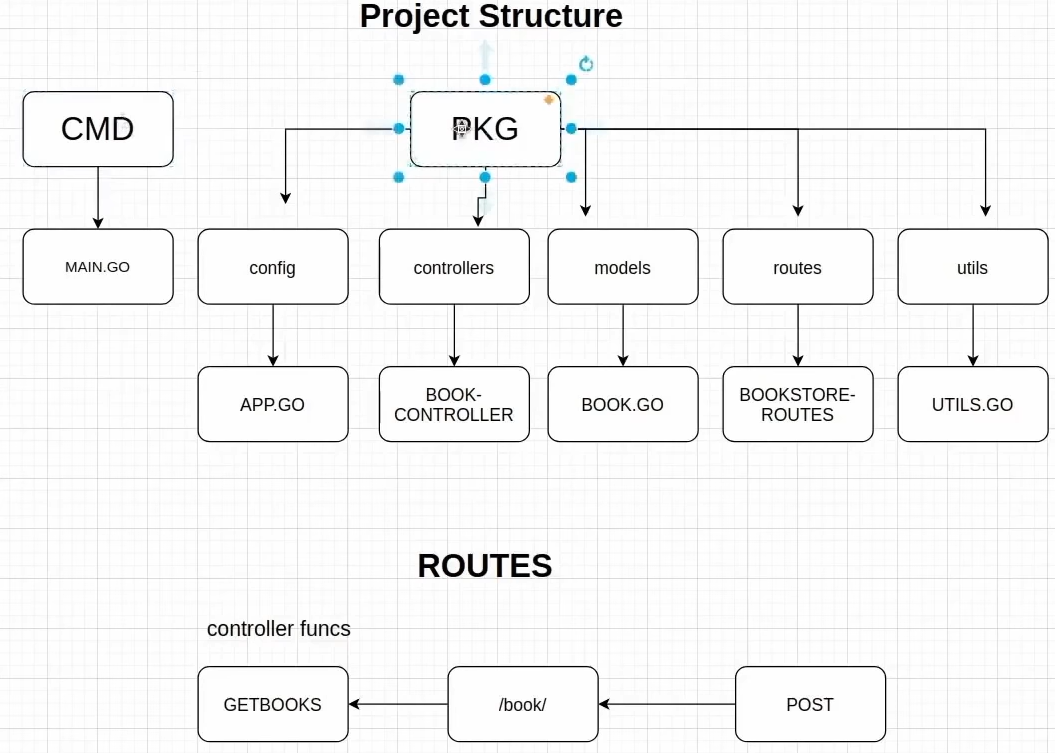 Project Structure
CMD
PKG
MAIN.GO
config
controllers
models
routes
utils
APP.GO
BOOK-
CONTROLLER
BOOK.GO
BOOKSTORE-
ROUTES
UTILS.GO
ROUTES
controller funcs
GETBOOKS
/book/
POST